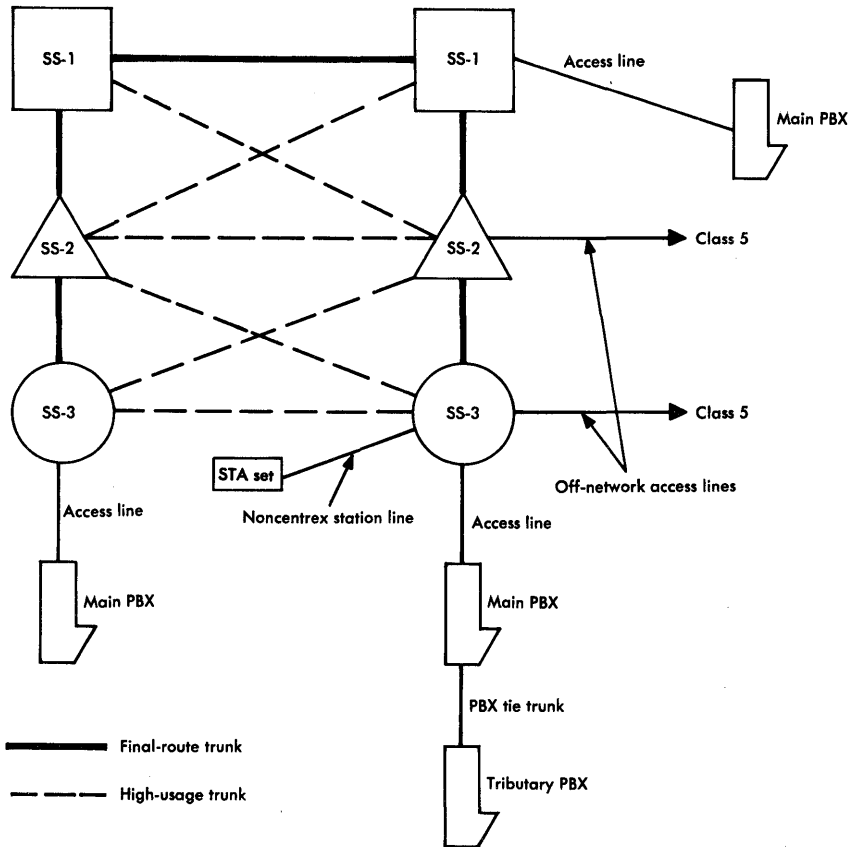 SS-1
SS-1
Access line
Main PBX
SS-2
SS-2
Class 5
SS-3
SS-3
Class 5
STA set
Off-network access lines
Noncentrex station line
Access line
Access line
Main PBX
Main PBX
PBX tie trunk
Final-route trunk
Tributary PBX
High-usage trunk